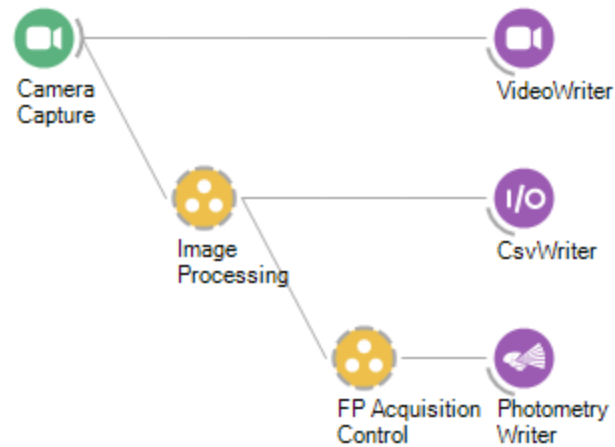 Camera
Capture
VideoWriter
Image
Processing
I/O
CsvWriter
FP Acquisition
Control
Photometry
Writer